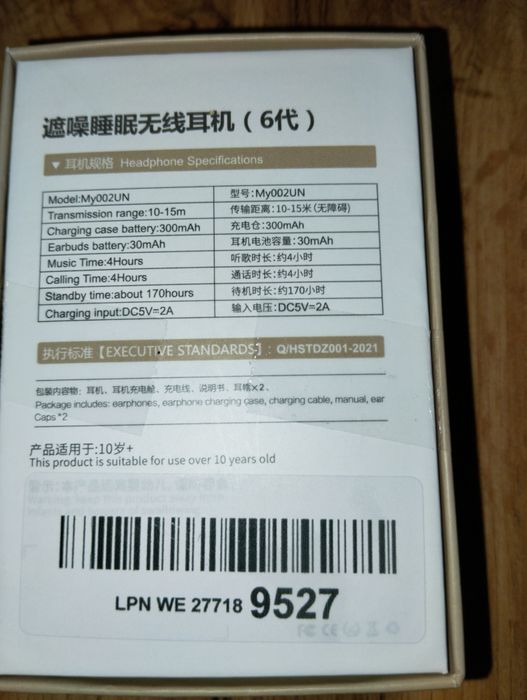 遮噪睡眠无线耳机（6代）
▼ 耳机规格 Headphone Specifications
Model:My002UN 型号:My002UN
Transmission range:10-15m 传输距离:10-15米(无障碍)
Charging case battery:300mAh 充电仓:300mAh
Earbuds battery:30mAh 耳机电池容量:30mAh
Music Time:4Hours 听歌时长:约4小时
Calling Time:4Hours 通话时长:约4小时
Standby time:about 170hours 待机时长:约170小时
Charging input:DC5V=2A 输入电压:DC5V=2A
执行标准【EXECUTIVE STANDARDS】: Q/HSTDZ001-2021
包装内容物: 耳机、耳机充电舱、充电线、说明书、耳帽×2、
Package includes: earphones, earphone charging case, charging cable, manual, ear
Caps *2
产品适用于:10岁+
This product is suitable for use over 10 years old
LPN WE 27718 9527